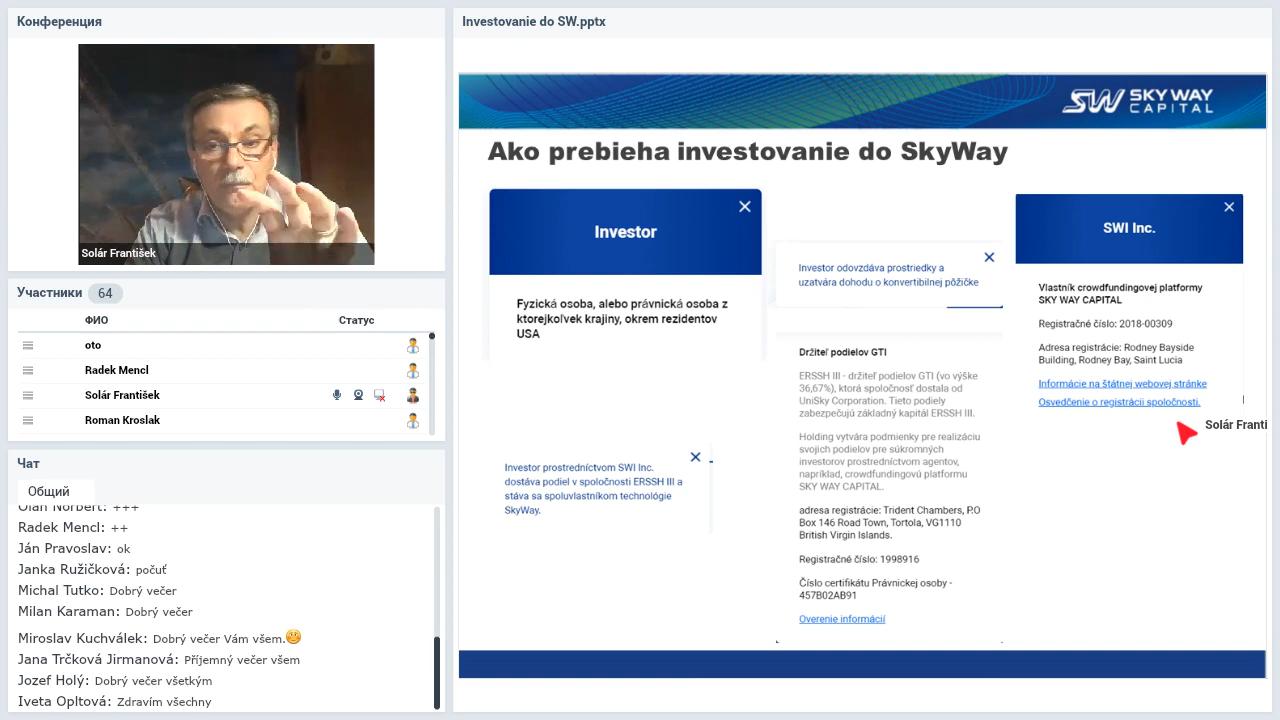 Конференция
Solár František
Участники 64
ФИО Статус
oto
Radek Mencl
Solár František
Roman Kroslak
Чат
Общий
Olah Norbert: +++
Radek Mencl: ++
Ján Pravoslav: ok
Janka Ružičková: počuť
Michal Tutko: Dobrý večer
Milan Karaman: Dobrý večer
Miroslav Kuchválek: Dobrý večer Vám všem.
Jana Trčková Jirmanová: Příjemný večer všem
Jozef Holý: Dobrý večer všetkým
Iveta Opltová: Zdravím všechny
Investovanie do SW.pptx
SW SKY WAY
CAPITAL
Ako prebieha investovanie do SkyWay
Investor
Fyzická osoba, alebo právnická osoba z
ktorejkoľvek krajiny, okrem rezidentov
USA
Investor prostredníctvom SWI Inc.
dostáva podiel v spoločnosti ERSSH III a
stáva sa spoluvlastníkom technológie
SkyWay.
Investor odovzdáva prostriedky a
uzatvára dohodu o konvertibilnej pôžičke
Držiteľ podielov GTI
ERSSH III - držiteľ podielov GTI (vo výške
36,67%), ktorá spoločnosť dostala od
UniSky Corporation. Tieto podiely
zabezpečujú základný kapitál ERSSH III.
Holding vytvára podmienky pre realizáciu
svojich podielov pre súkromných
investorov prostredníctvom agentov,
napríklad, crowdfundingovú platformu
SKY WAY CAPITAL.
adresa registrácie: Trident Chambers, P.O
Box 146 Road Town, Tortola, VG1110
British Virgin Islands.
Registračné číslo: 1998916
Číslo certifikátu Právnickej osoby -
457B02AB91
Overenie informácií
SWI Inc.
Vlastník crowdfundingovej platformy
SKY WAY CAPITAL
Registračné číslo: 2018-00309
Adresa registrácie: Rodney Bayside
Building, Rodney Bay, Saint Lucia
Informácie na štátnej webovej stránke
Osvedčenie o registrácii spoločnosti.
Solár Franti